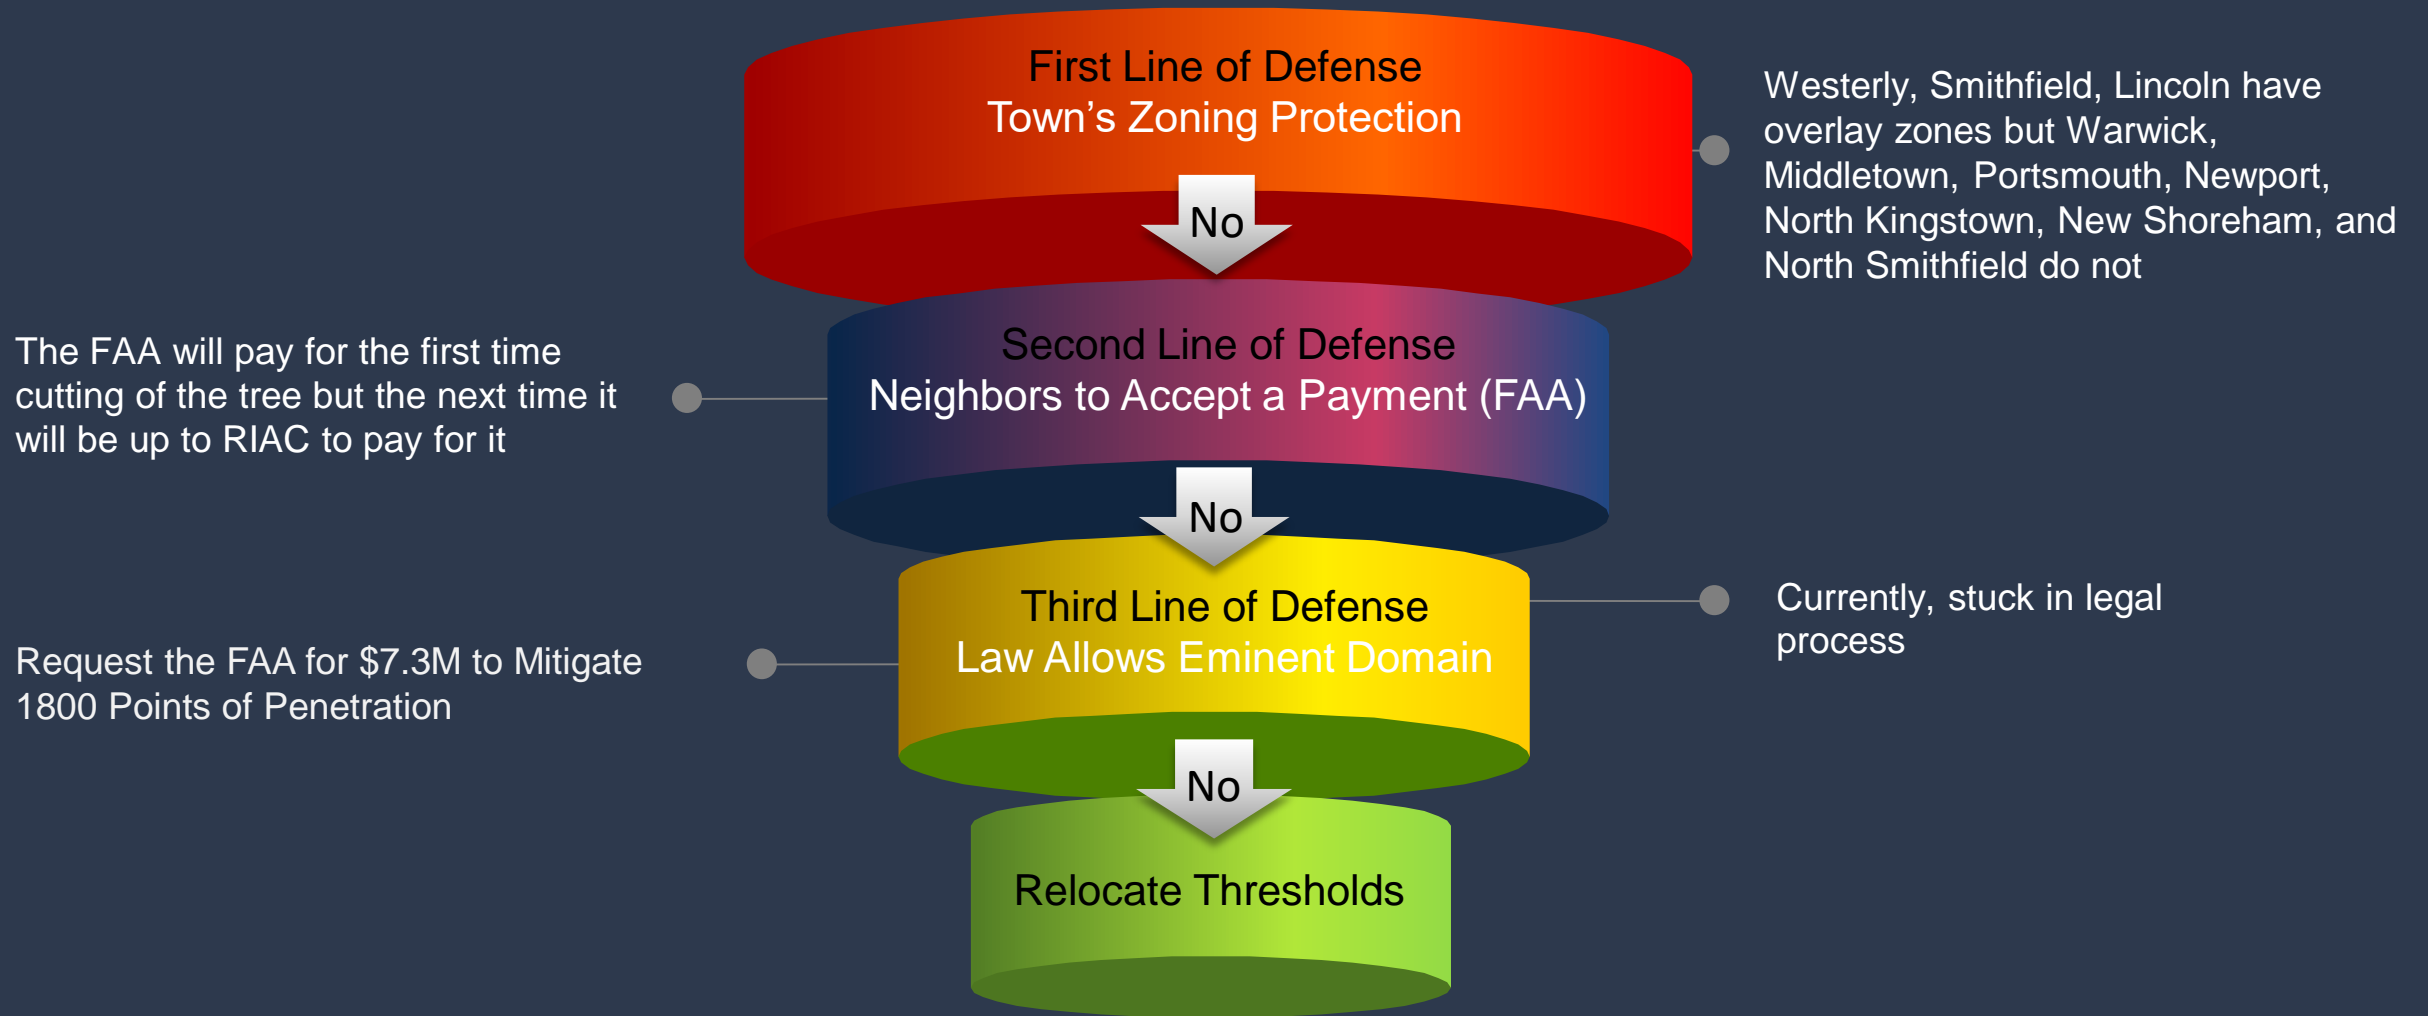 First Line of Defense
Town’s Zoning Protection
Westerly, Smithfield, Lincoln have
overlay zones but Warwick,
Middletown, Portsmouth, Newport,
North Kingstown, New Shoreham, and
North Smithfield do not
No
Second Line of Defense
Neighbors to Accept a Payment (FAA)
The FAA will pay for the first time
cutting of the tree but the next time it
will be up to RIAC to pay for it
No
Third Line of Defense
Law Allows Eminent Domain
Currently, stuck in legal
process
Request the FAA for $7.3M to Mitigate
1800 Points of Penetration
No
Relocate Thresholds